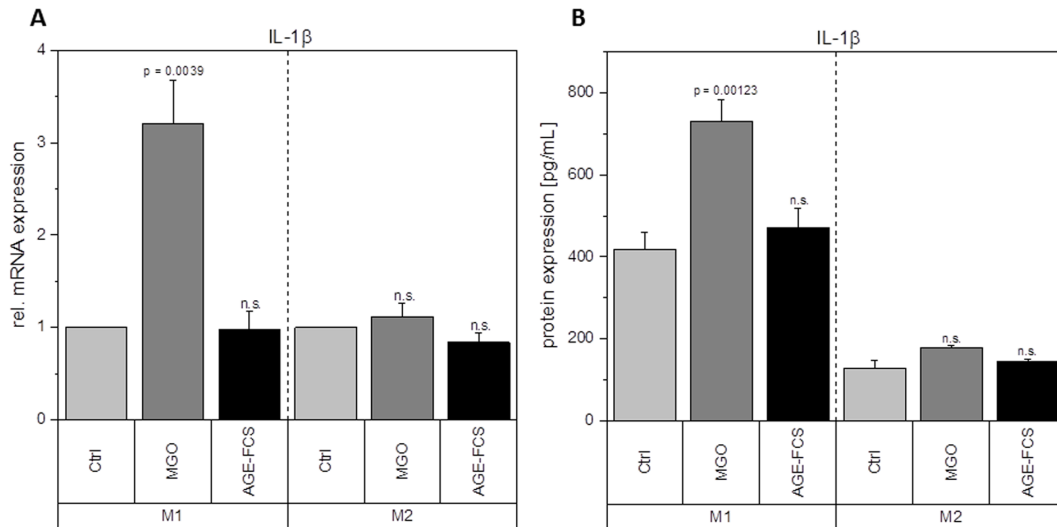 A
IL-1β
rel. mRNA expression
4
3
2
1
0
p = 0.0039
n.s.
n.s.
n.s.
Ctrl
MGO
AGE-FCS
Ctrl
MGO
AGE-FCS
M1
M2
B
IL-1β
protein expression [pg/mL]
800
600
400
200
0
p = 0.00123
n.s.
n.s.
n.s.
Ctrl
MGO
AGE-FCS
Ctrl
MGO
AGE-FCS
M1
M2